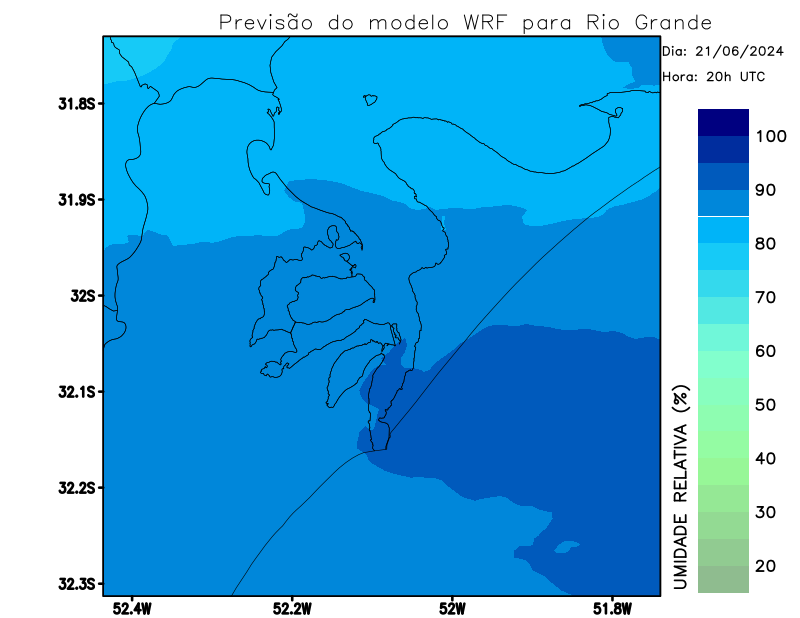 Previsão do modelo WRF para Rio Grande
Dia: 21/06/2024
Hora: 20h UTC
31.8S
31.9S
32S
32.1S
32.2S
32.3S
52.4W
52.2W
52W
51.8W
UMIDADE RELATIVA (%)
100
90
80
70
60
50
40
30
20